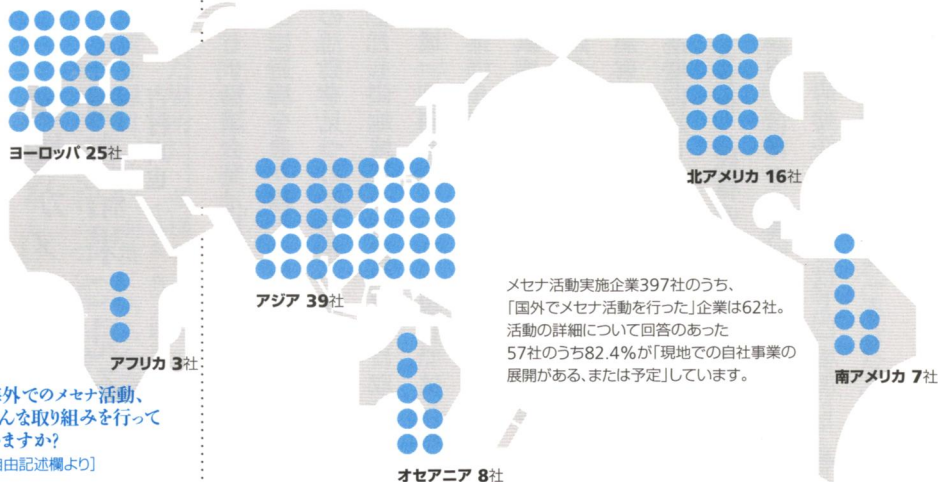 ヨーロッパ 25社
北アメリカ 16社
アジア 39社
メセナ活動実施企業397社のうち、
「国外でメセナ活動を行った」企業は62社。
活動の詳細について回答のあった
57社のうち82.4%が「現地での自社事業の
展開がある、または予定」しています。
アフリカ 3社
南アメリカ 7社
オセアニア 8社
外でのメセナ活動、
んな取り組みを行って
ますか?
由記述欄より]